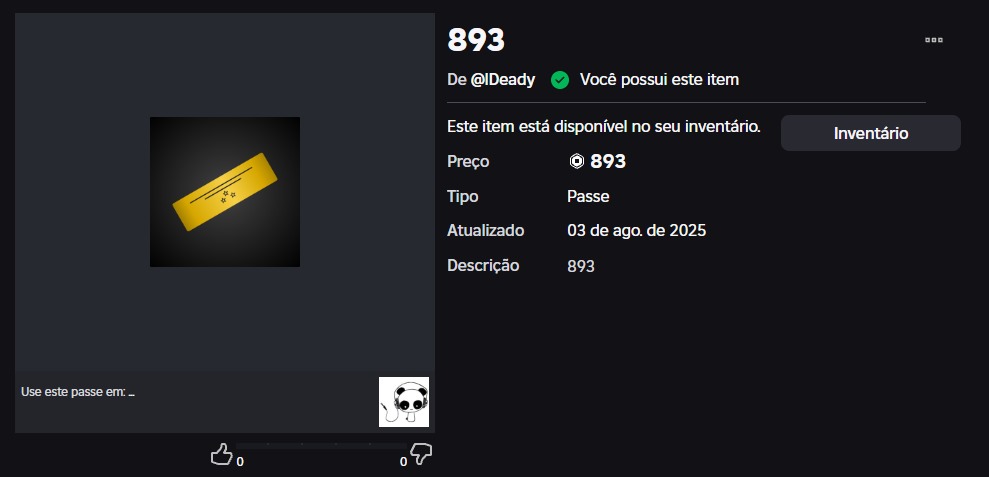 893
De @IDeady Você possui este item
Este item está disponível no seu inventário.
Inventário
Preço 893
Tipo Passe
Atualizado 03 de ago. de 2025
Descrição 893
Use este passe em: ...
0 0